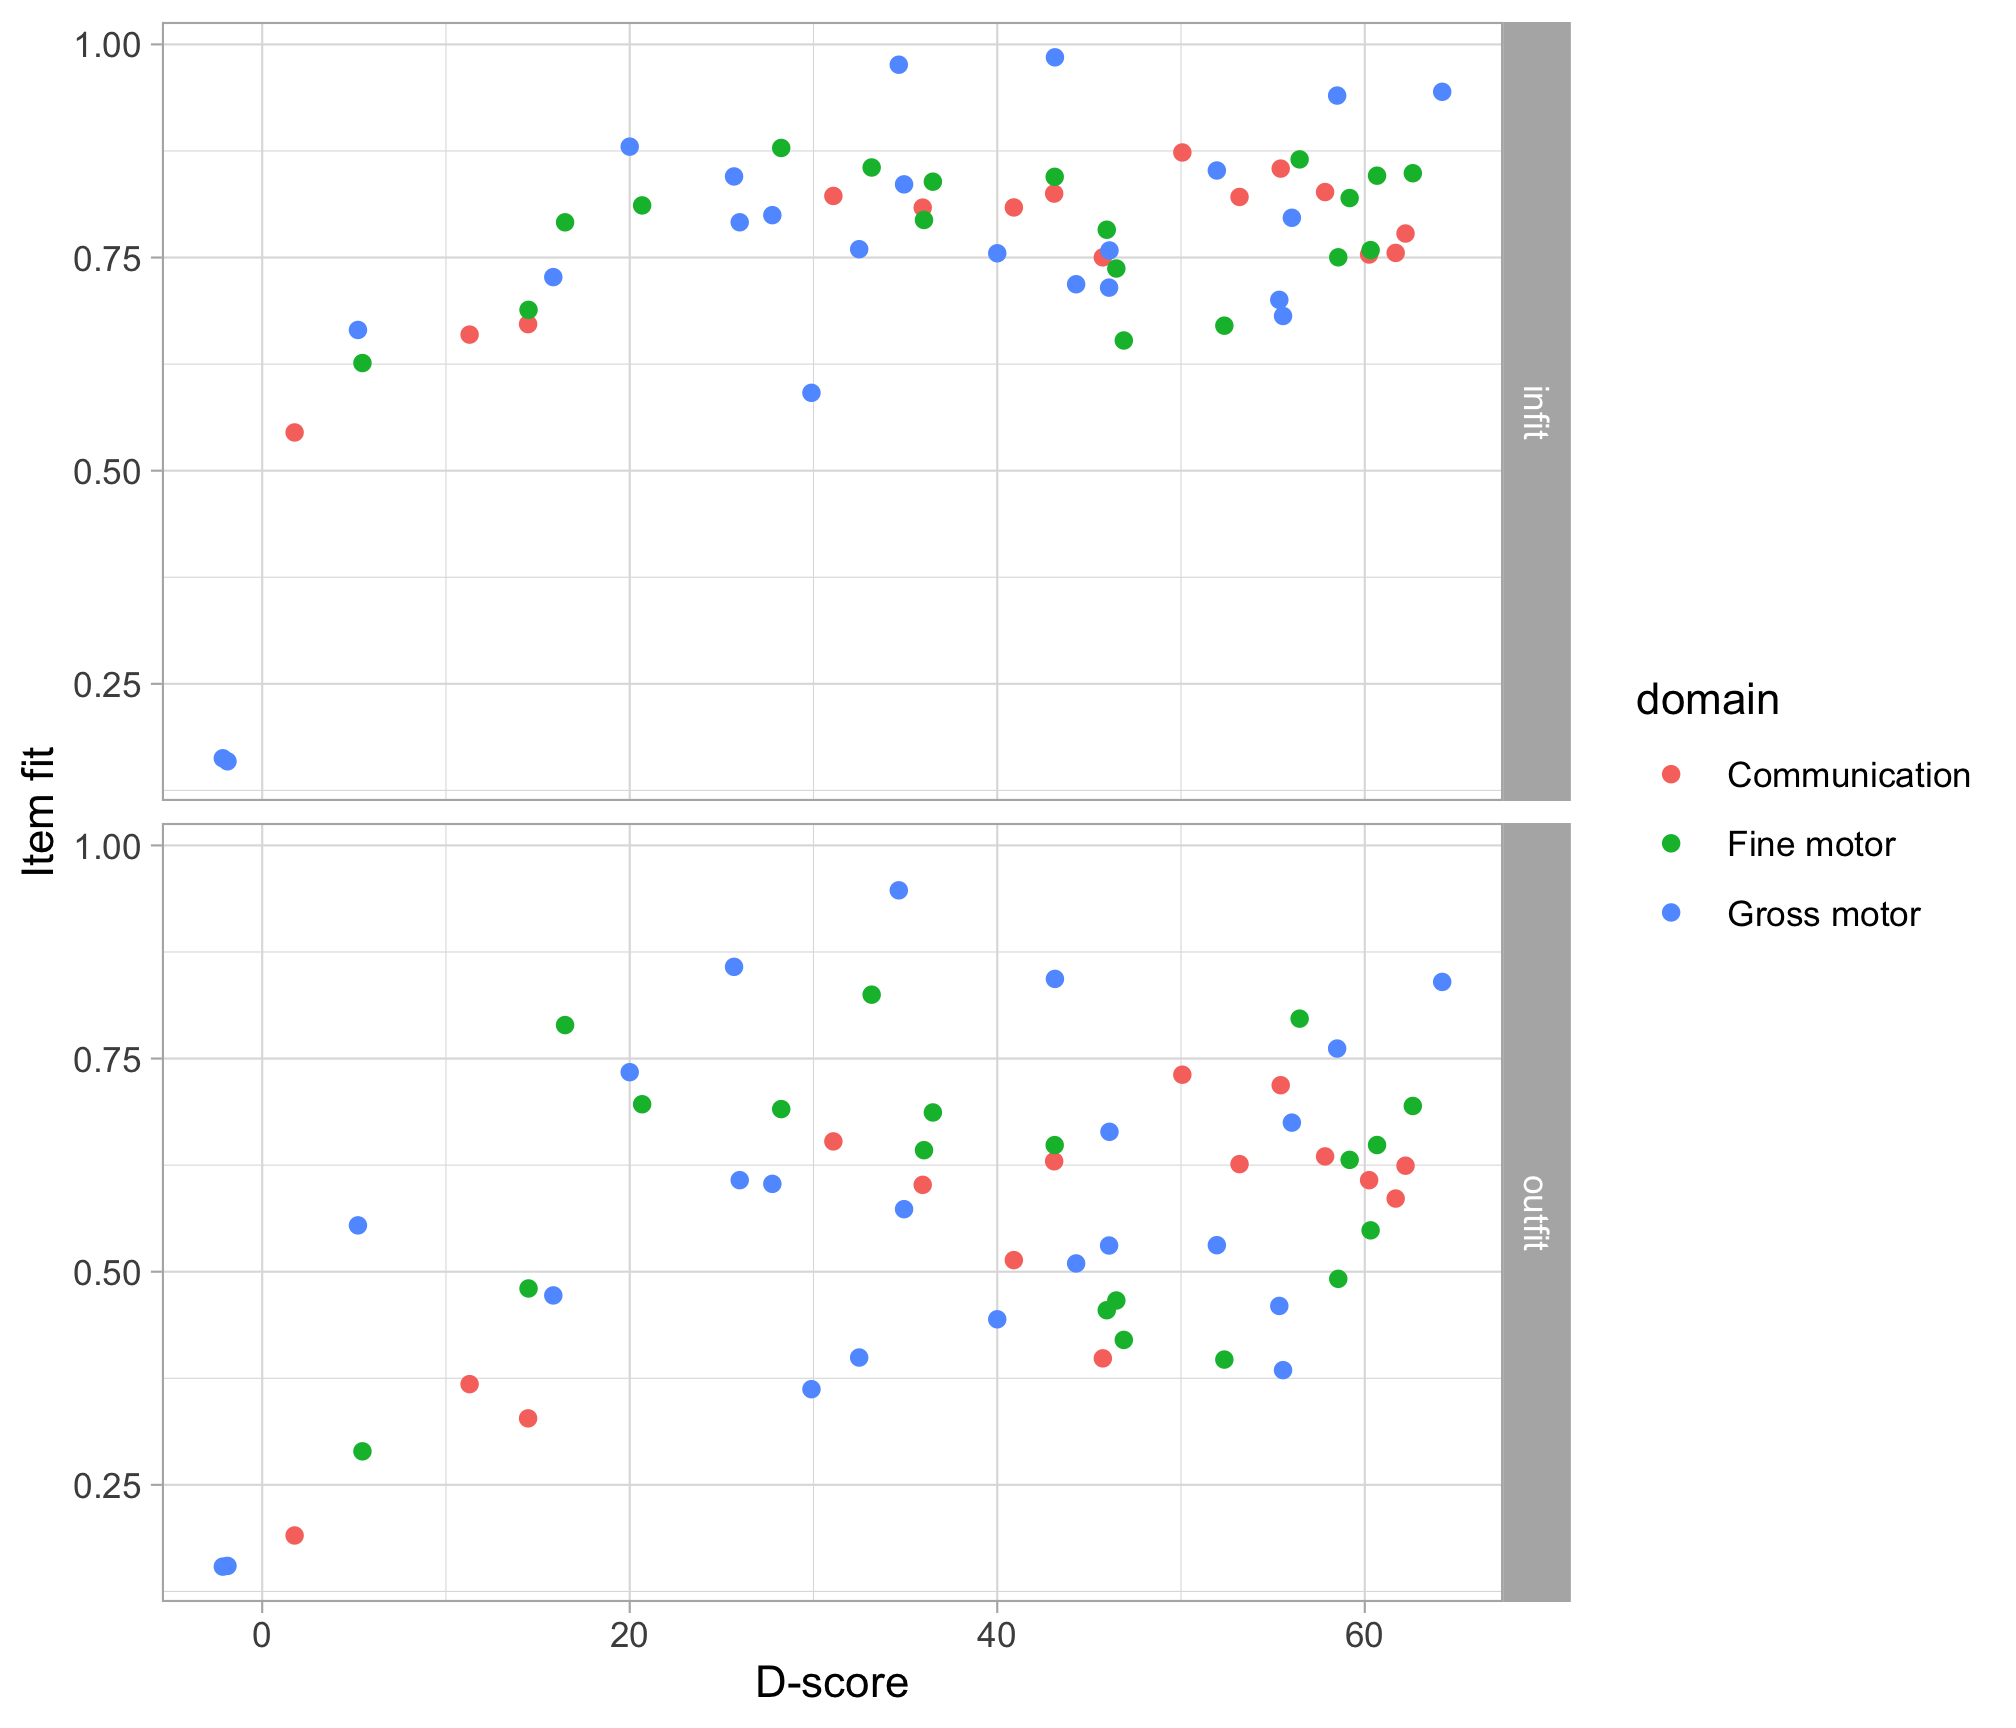 1.00
0.75
0.50
0.25
infit
Item fit
1.00
0.75
0.50
0.25
outfit
0 20 40 60
D-score
domain
Communication
Fine motor
Gross motor